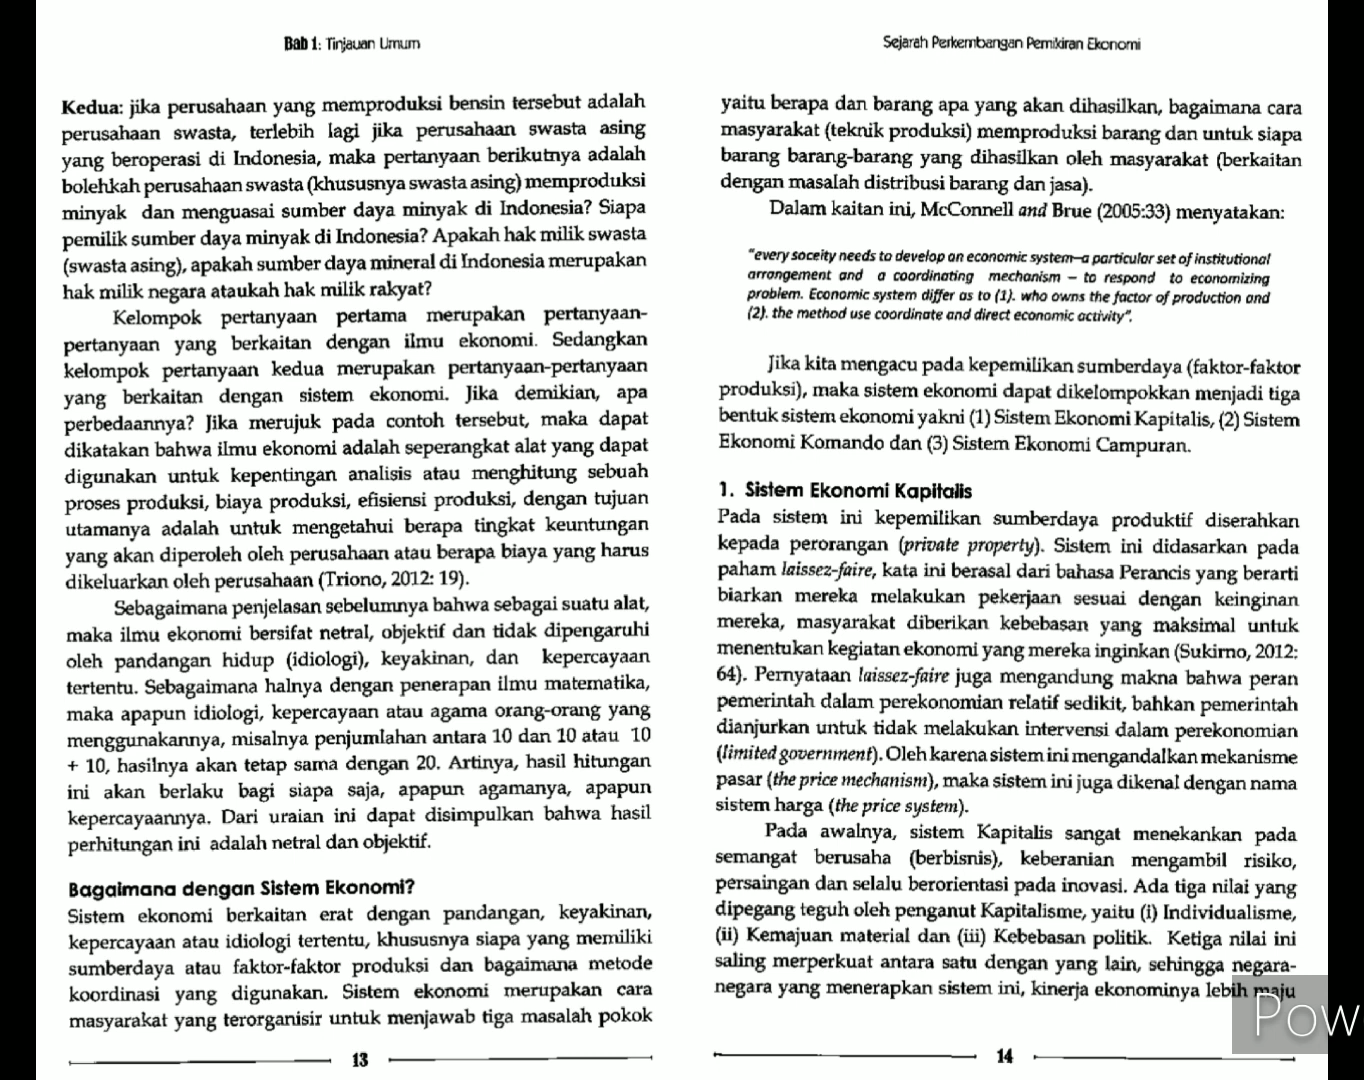 Bab 1: Tinjauan Umum
Kedua: jika perusahaan yang memproduksi bensin tersebut adalah
perusahaan swasta, terlebih lagi jika perusahaan swasta asing
yang beroperasi di Indonesia, maka pertanyaan berikutnya adalah
bolehkah perusahaan swasta (khususnya swasta asing) memproduksi
minyak dan menguasai sumber daya minyak di Indonesia? Siapa
pemilik sumber daya minyak di Indonesia? Apakah hak milik swasta
(swasta asing), apakah sumber daya mineral di Indonesia merupakan
hak milik negara ataukah hak milik rakyat?
Kelompok pertanyaan pertama merupakan pertanyaan-
pertanyaan yang berkaitan dengan ilmu ekonomi. Sedangkan
kelompok pertanyaan kedua merupakan pertanyaan-pertanyaan
yang berkaitan dengan sistem ekonomi. Jika demikian, apa
perbedaannya? Jika merujuk pada contoh tersebut, maka dapat
dikatakan bahwa ilmu ekonomi adalah seperangkat alat yang dapat
digunakan untuk kepentingan analisis atau menghitung sebuah
proses produksi, biaya produksi, efisiensi produksi, dengan tujuan
utamanya adalah untuk mengetahui berapa tingkat keuntungan
yang akan diperoleh oleh perusahaan atau berapa biaya yang harus
dikeluarkan oleh perusahaan (Triono, 2012: 19).
Sebagaimana penjelasan sebelumnya bahwa sebagai suatu alat,
maka ilmu ekonomi bersifat netral, objektif dan tidak dipengaruhi
oleh pandangan hidup (idiologi), keyakinan, dan kepercayaan
tertentu. Sebagaimana halnya dengan penerapan ilmu matematika,
maka apapun idiologi, kepercayaan atau agama orang-orang yang
menggunakannya, misalnya penjumlahan antara 10 dan 10 atau 10
+ 10, hasilnya akan tetap sama dengan 20. Artinya, hasil hitungan
ini akan berlaku bagi siapa saja, apapun agamanya, apapun
kepercayaannya. Dari uraian ini dapat disimpulkan bahwa hasil
perhitungan ini adalah netral dan objektif.
Bagaimana dengan Sistem Ekonomi?
Sistem ekonomi berkaitan erat dengan pandangan, keyakinan,
kepercayaan atau idiologi tertentu, khususnya siapa yang memiliki
sumberdaya atau faktor-faktor produksi dan bagaimana metode
koordinasi yang digunakan. Sistem ekonomi merupakan cara
masyarakat yang terorganisir untuk menjawab tiga masalah pokok
13
Sejarah Perkembangan Pemikiran Ekonomi
yaitu berapa dan barang apa yang akan dihasilkan, bagaimana cara
masyarakat (teknik produksi) memproduksi barang dan untuk siapa
barang barang-barang yang dihasilkan oleh masyarakat (berkaitan
dengan masalah distribusi barang dan jasa).
Dalam kaitan ini, McConnell and Brue (2005:33) menyatakan:
"every soceity needs to develop an economic system—a particular set of institutional
arrangement and a coordinating mechanism – to respond to economizing
problem. Economic system differ as to (1). who owns the factor of production and
(2). the method use coordinate and direct economic activity".
Jika kita mengacu pada kepemilikan sumberdaya (faktor-faktor
produksi), maka sistem ekonomi dapat dikelompokkan menjadi tiga
bentuk sistem ekonomi yakni (1) Sistem Ekonomi Kapitalis, (2) Sistem
Ekonomi Komando dan (3) Sistem Ekonomi Campuran.
1. Sistem Ekonomi Kapitalis
Pada sistem ini kepemilikan sumberdaya produktif diserahkan
kepada perorangan (private property). Sistem ini didasarkan pada
paham laissez-faire, kata ini berasal dari bahasa Perancis yang berarti
biarkan mereka melakukan pekerjaan sesuai dengan keinginan
mereka, masyarakat diberikan kebebasan yang maksimal untuk
menentukan kegiatan ekonomi yang mereka inginkan (Sukirno, 2012:
64). Pernyataan laissez-faire juga mengandung makna bahwa peran
pemerintah dalam perekonomian relatif sedikit, bahkan pemerintah
dianjurkan untuk tidak melakukan intervensi dalam perekonomian
(limited government). Oleh karena sistem ini mengandalkan mekanisme
pasar (the price mechanism), maka sistem ini juga dikenal dengan nama
sistem harga (the price system).
Pada awalnya, sistem Kapitalis sangat menekankan pada
semangat berusaha (berbisnis), keberanian mengambil risiko,
persaingan dan selalu berorientasi pada inovasi. Ada tiga nilai yang
dipegang teguh oleh penganut Kapitalisme, yaitu (i) Individualisme,
(ii) Kemajuan material dan (iii) Kebebasan politik. Ketiga nilai ini
saling merperkuat antara satu dengan yang lain, sehingga negara-
negara yang menerapkan sistem ini, kinerja ekonominya lebih maju
14
Pow